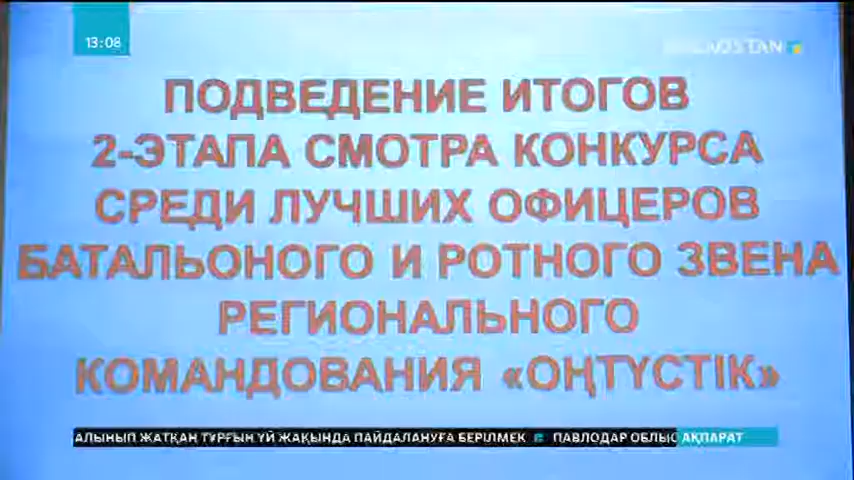 13:08
QAZAQSTAN
ПОДВЕДЕНИЕ ИТОГОВ
2-ЭТАПА СМОТРА КОНКУРСА
СРЕДИ ЛУЧШИХ ОФИЦЕРОВ
БАТАЛЬОНОГО И РОТНОГО ЗВЕНА
РЕГИОНАЛЬНОГО
КОМАНДОВАНИЯ «ОҢТҮСТІК»
АЛЫНЫП ЖАТҚАН ТҰРҒЫН ҮЙ ЖАҚЫНДА ПАЙДАЛАНУҒА БЕРІЛМЕК ПАВЛОДАР ОБЛЫС АҚПАРАТ